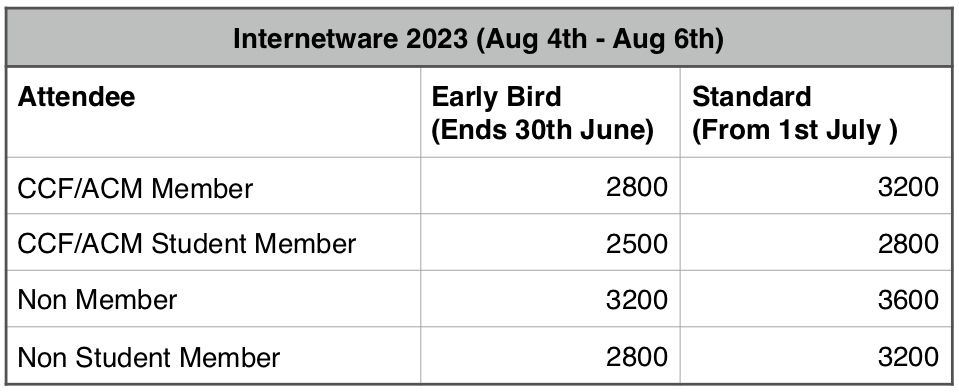 Internetware 2023 (Aug 4th - Aug 6th)
Attendee Early Bird Standard
(Ends 30th June) (From 1st July )
CCF/ACM Member 2800 3200
CCF/ACM Student Member 2500 2800
Non Member 3200 3600
Non Student Member 2800 3200